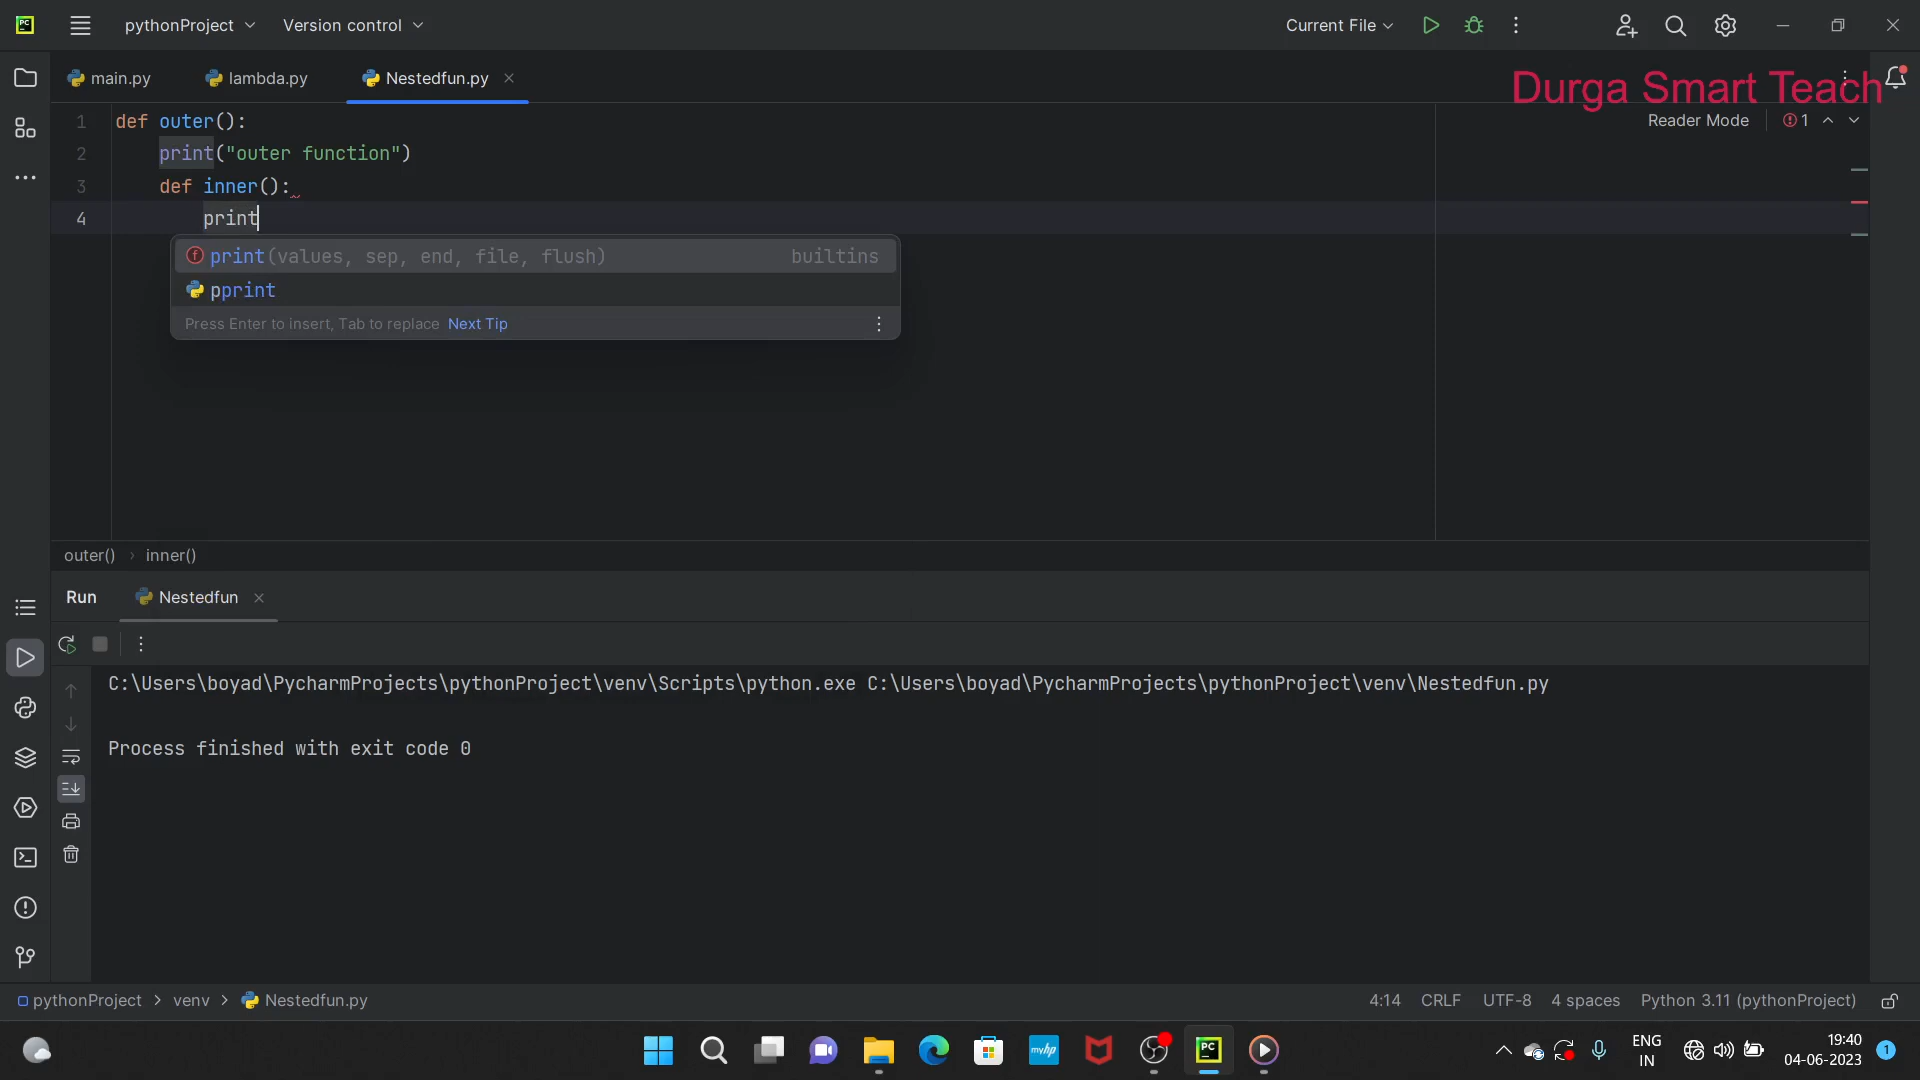 PC
pythonProject
Version control
Current File
main.py
lambda.py
Nestedfun.py
Durga Smart Teach
Reader Mode
1
1 def outer():
2 print("outer function")
3 def inner():
4 print
f print(values, sep, end, file, flush) builtins
pprint
Press Enter to insert, Tab to replace Next Tip
outer() › inner()
Run
Nestedfun
C:\Users\boyad\PycharmProjects\pythonProject\venv\Scripts\python.exe C:\Users\boyad\PycharmProjects\pythonProject\venv\Nestedfun.py
Process finished with exit code 0
pythonProject > venv > Nestedfun.py
4:14 CRLF UTF-8 4 spaces Python 3.11 (pythonProject)
myhp
PC
ENG
IN
19:40
04-06-2023
1